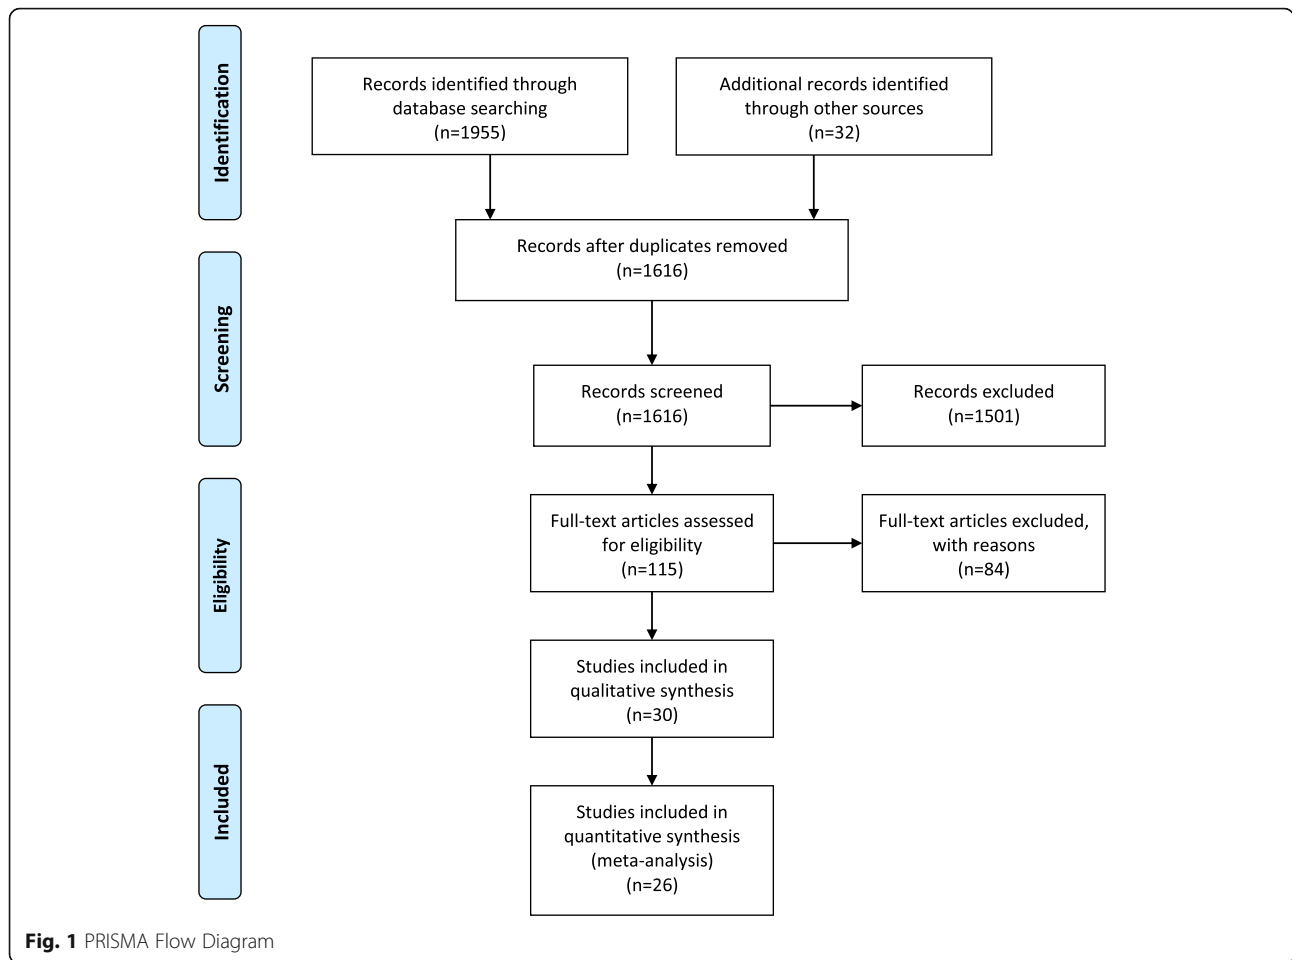 Identification
Records identified through
database searching
(n=1955)
Additional records identified
through other sources
(n=32)
Records after duplicates removed
(n=1616)
Screening
Records screened
(n=1616)
Records excluded
(n=1501)
Eligibility
Full-text articles assessed
for eligibility
(n=115)
Full-text articles excluded,
with reasons
(n=84)
Studies included in
qualitative synthesis
(n=30)
Included
Studies included in
quantitative synthesis
(meta-analysis)
(n=26)
Fig. 1 PRISMA Flow Diagram